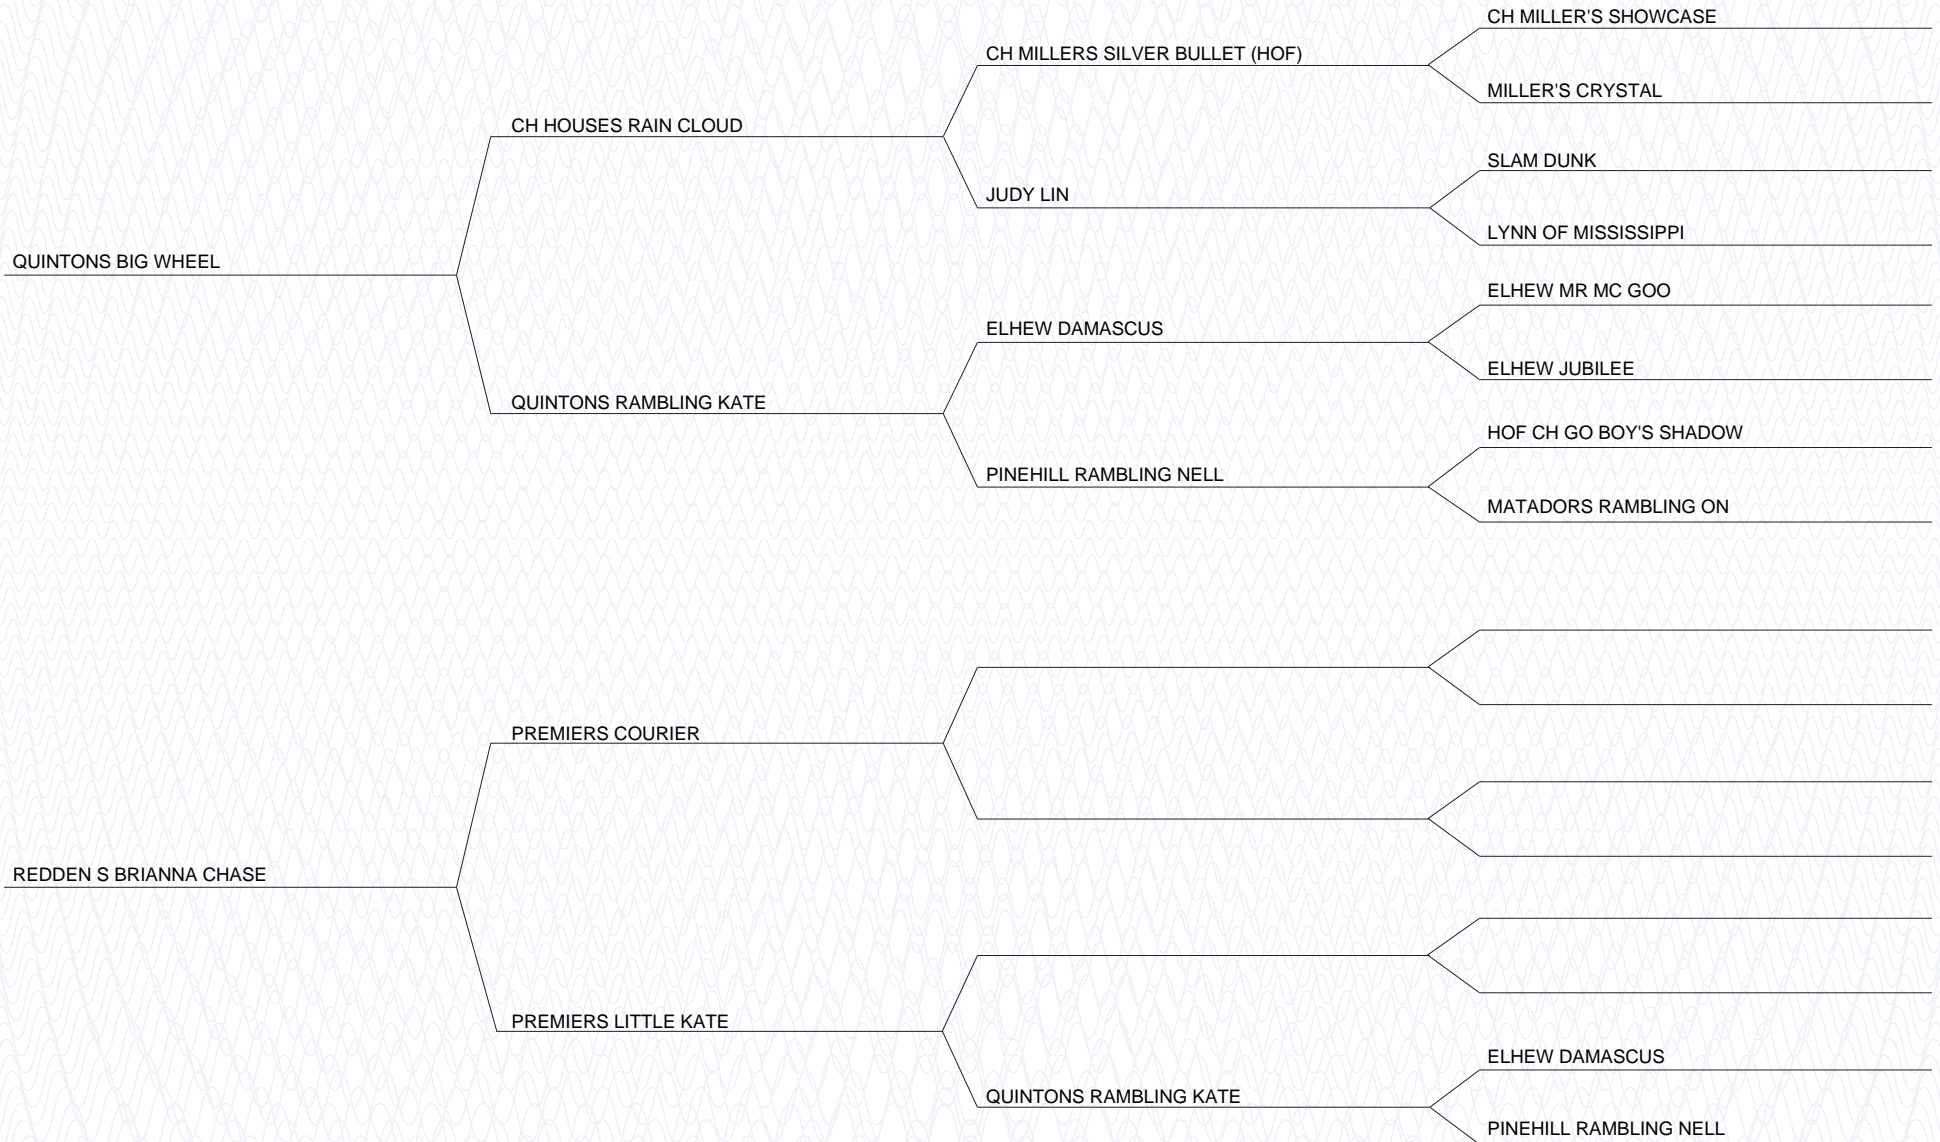 CH MILLER'S SHOWCASE
CH MILLERS SILVER BULLET (HOF)
MILLER'S CRYSTAL
CH HOUSES RAIN CLOUD
SLAM DUNK
JUDY LIN
LYNN OF MISSISSIPPI
QUINTONS BIG WHEEL
ELHEW MR MC GOO
ELHEW DAMASCUS
ELHEW JUBILEE
QUINTONS RAMBLING KATE
HOF CH GO BOY'S SHADOW
PINEHILL RAMBLING NELL
MATADORS RAMBLING ON
PREMIERS COURIER
REDDEN S BRIANNA CHASE
PREMIERS LITTLE KATE
ELHEW DAMASCUS
QUINTONS RAMBLING KATE
PINEHILL RAMBLING NELL